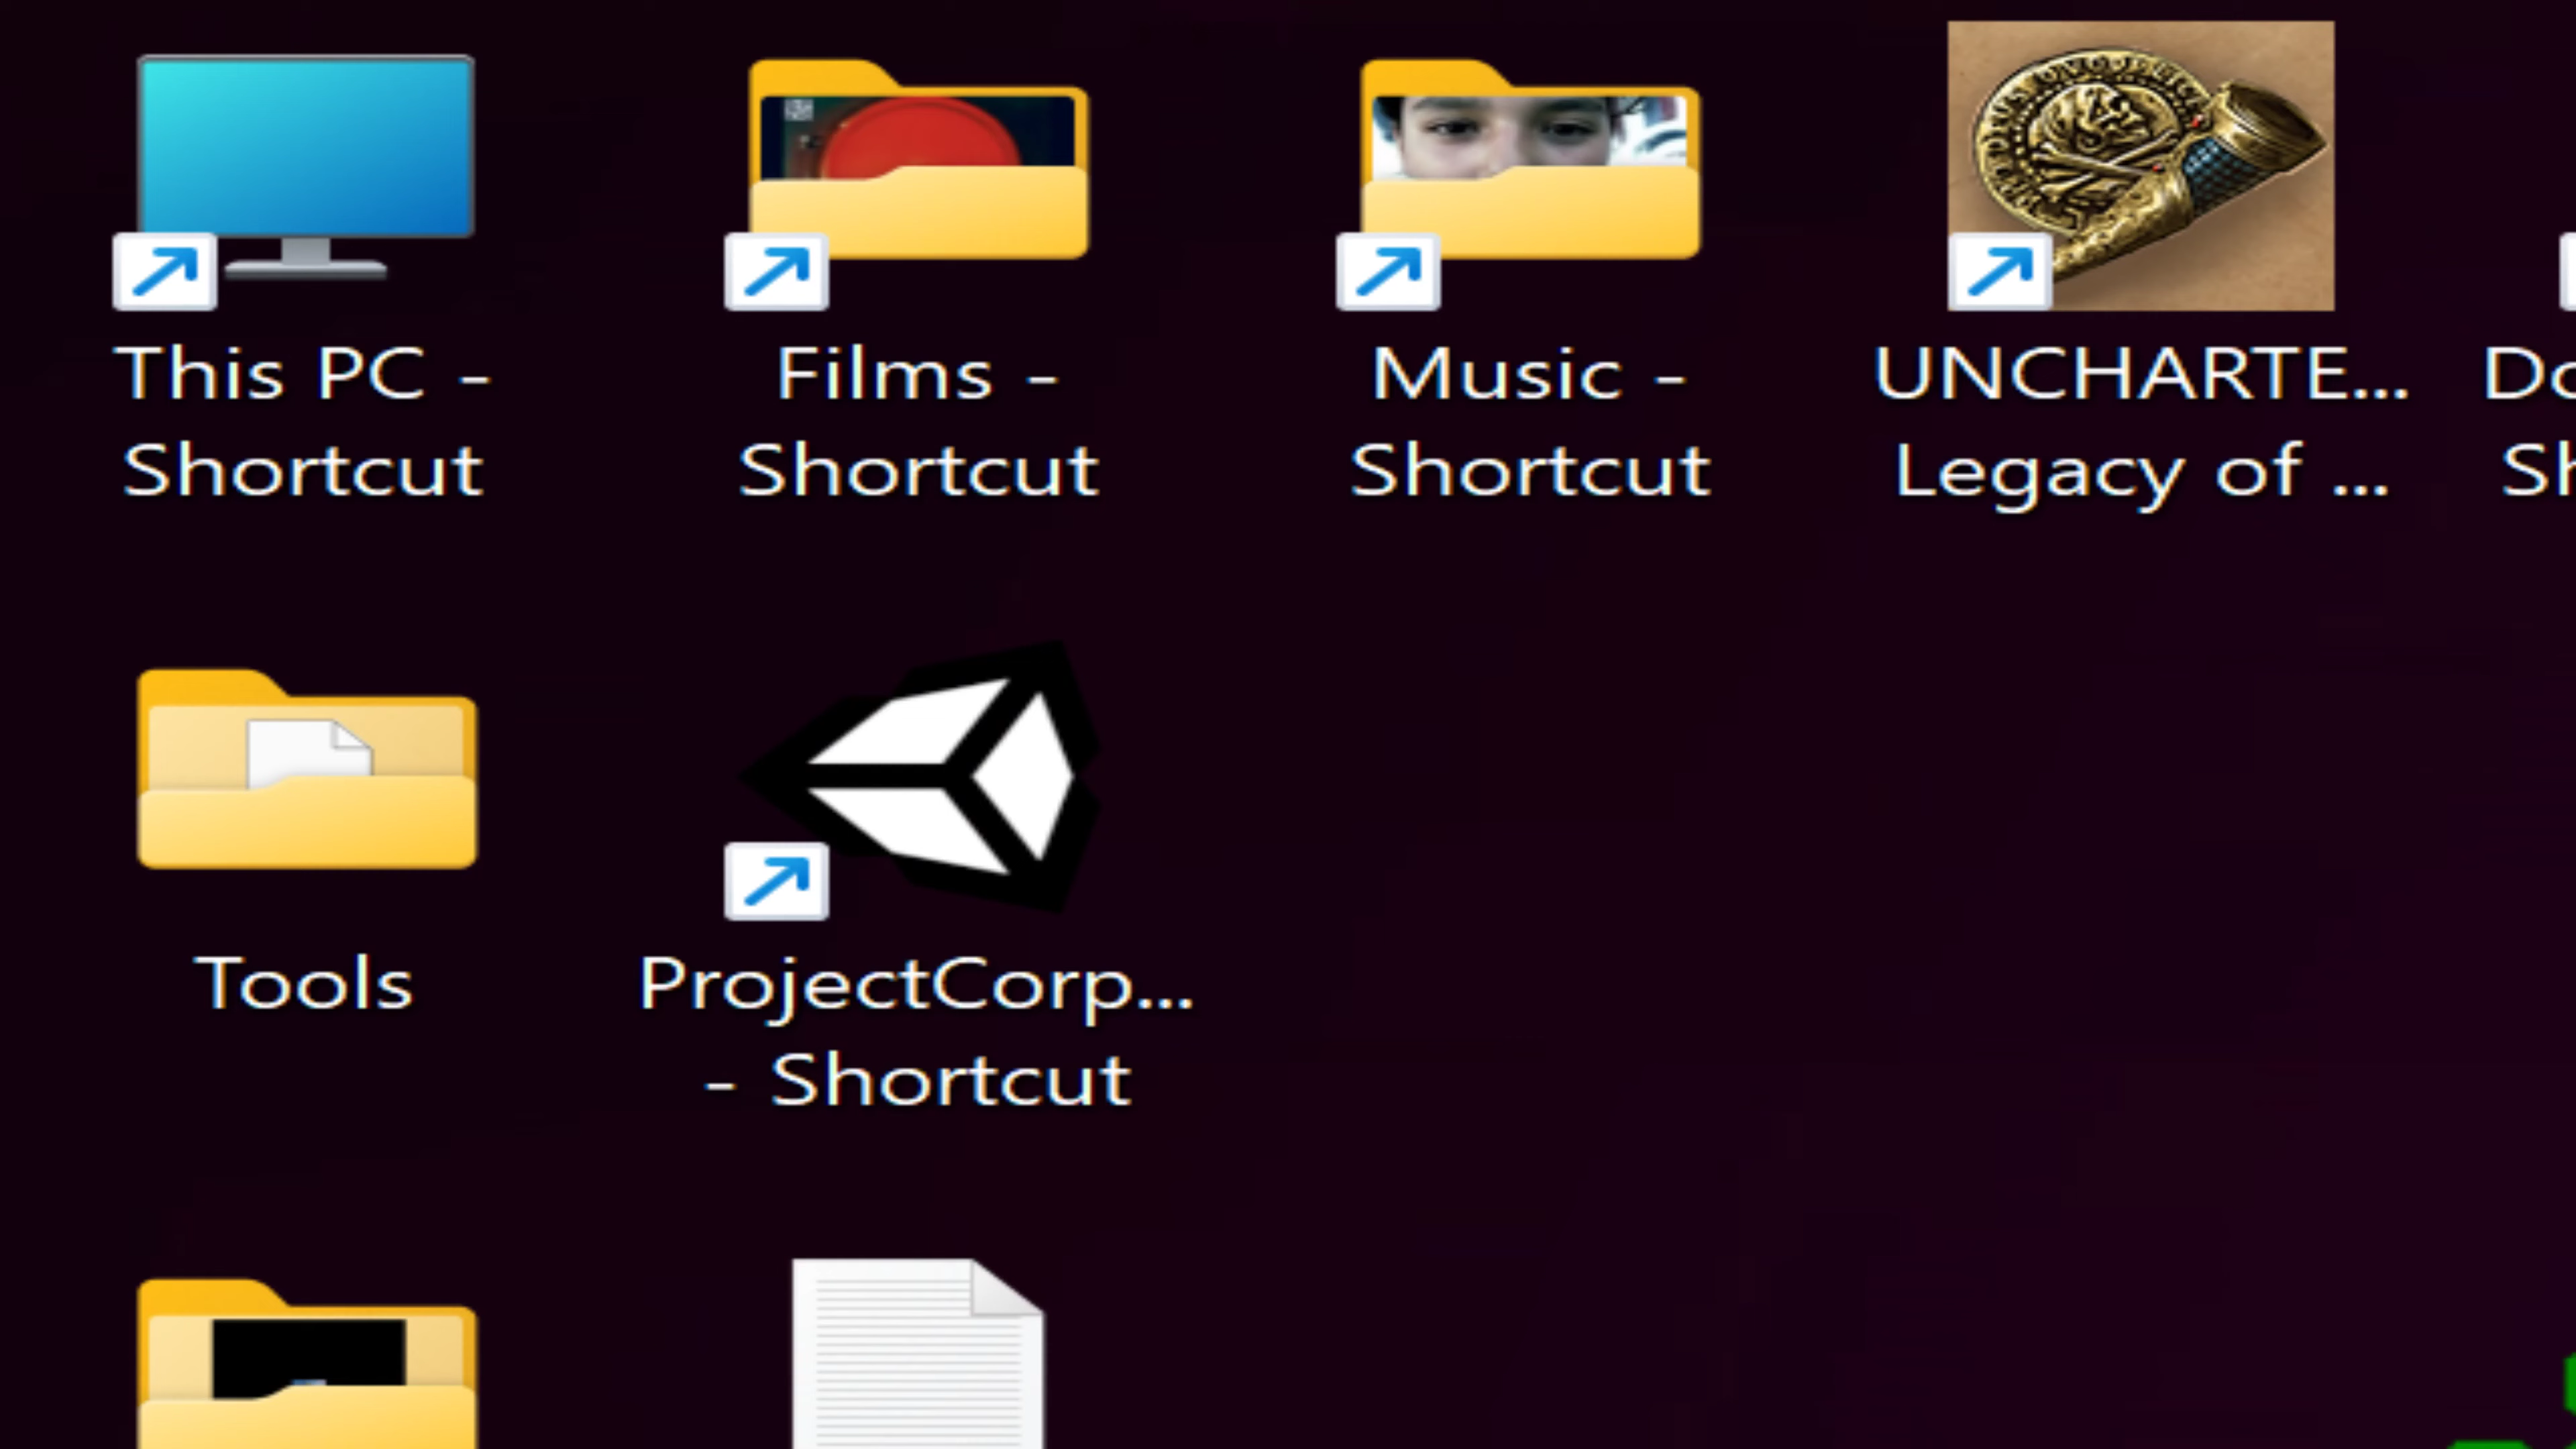 This PC -
Shortcut
Films -
Shortcut
Music -
Shortcut
UNCHARTE...
Legacy of ...
Tools
ProjectCorp...
- Shortcut